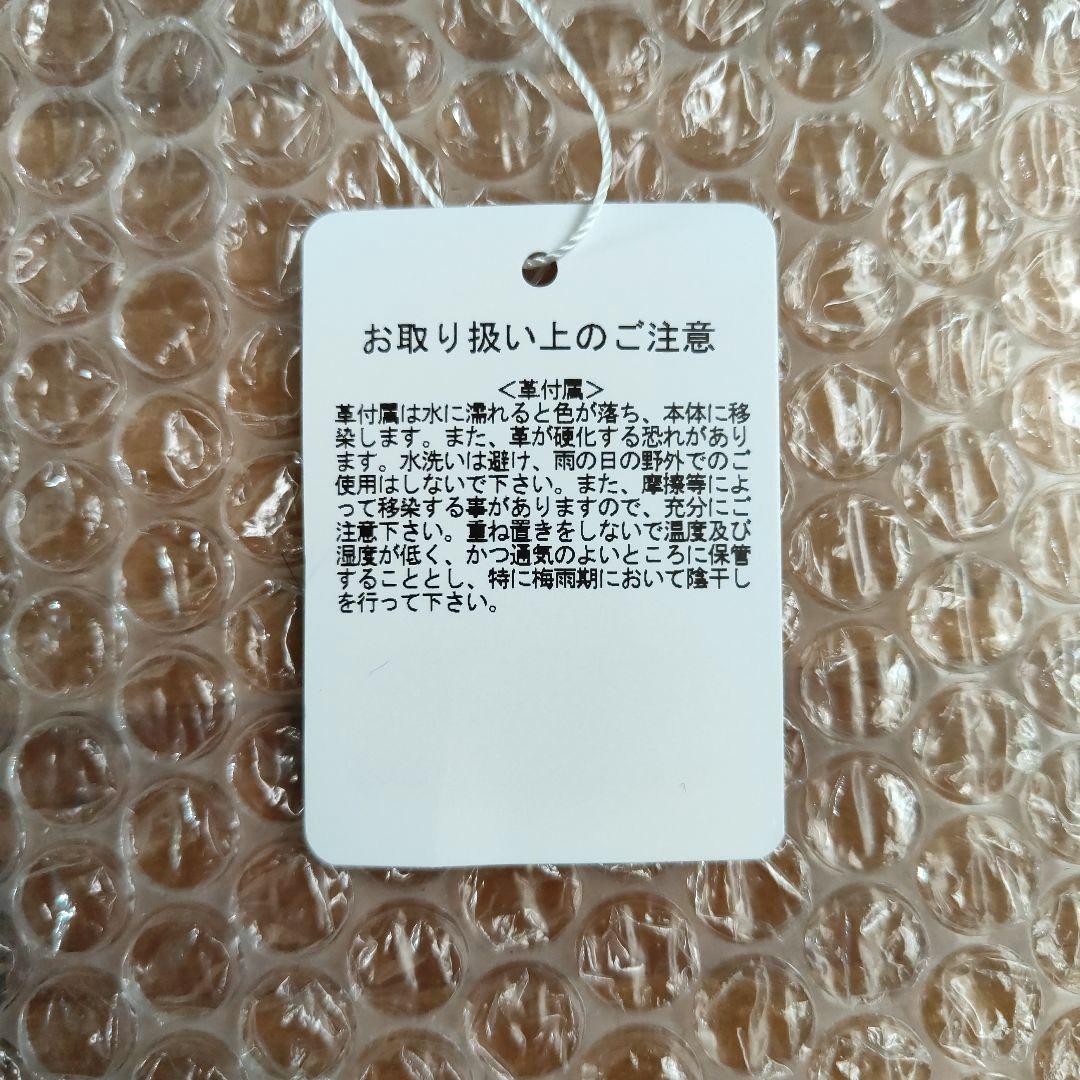 お取り扱い上のご注意
＜革付属＞
革付属は水に濡れると色が落ち、本体に移
染します。また、革が硬化する恐れがあり
ます。水洗いは避け、雨の日の野外でのご
使用はしないで下さい。また、摩擦等によ
って移染する事がありますので、充分にご
注意下さい。重ね置きをしないで温度及び
湿度が低く、かつ通気のよいところに保管
することとし、特に梅雨期において陰干し
を行って下さい。